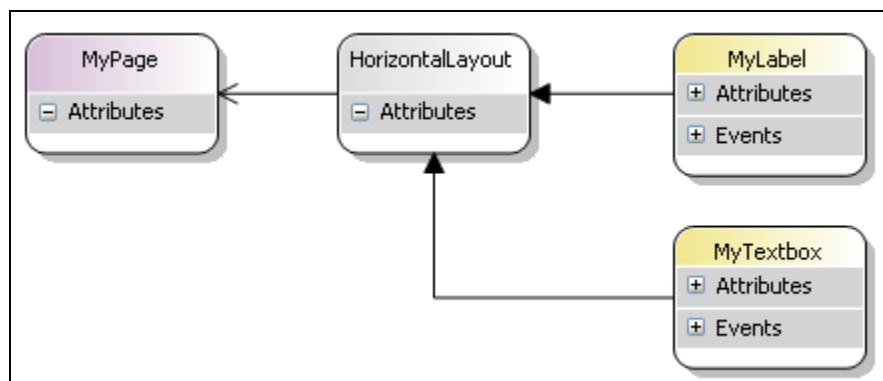 MyPage
Attributes
HorizontalLayout
Attributes
MyLabel
Attributes
Events
MyTextbox
Attributes
Events